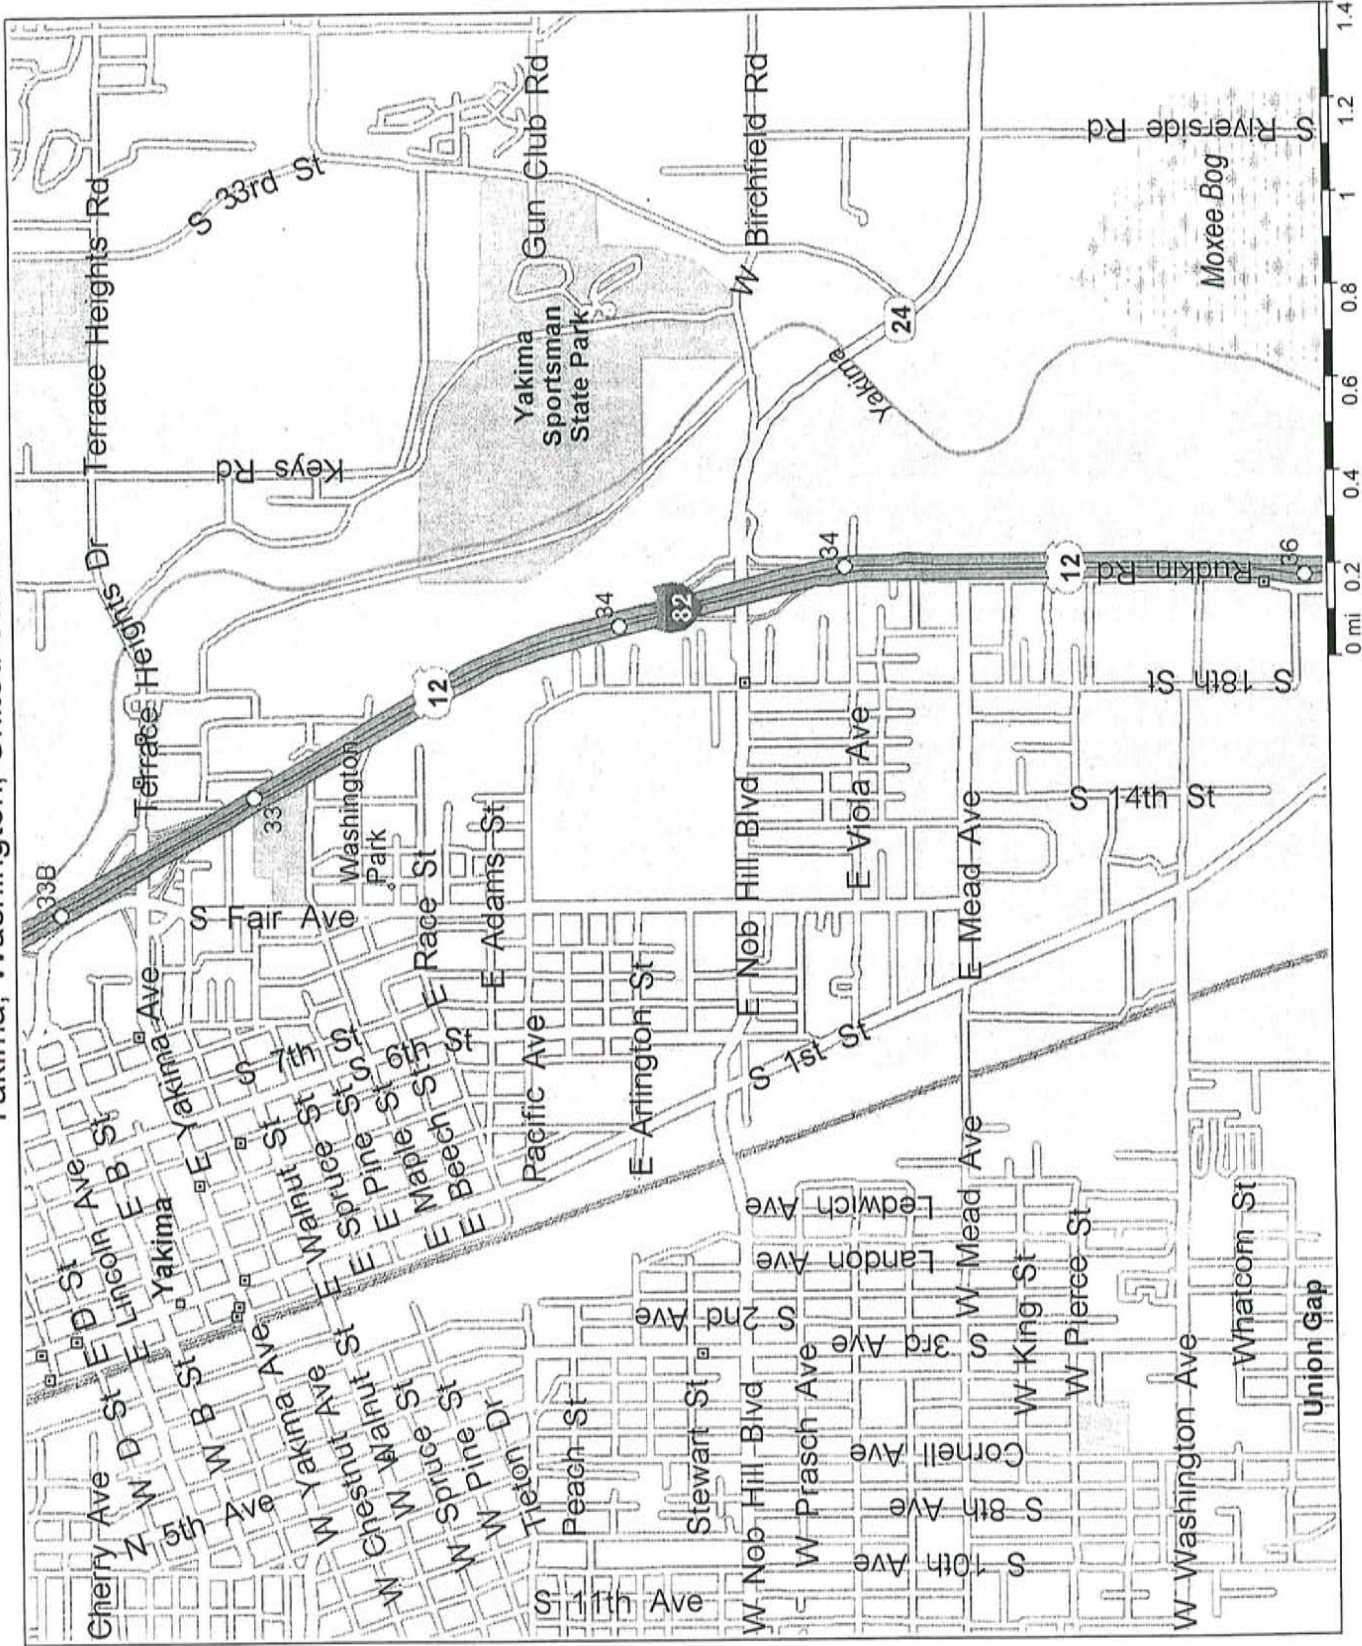 Yakima, Washington, United States
33B
Terrace Heights Dr
Terrace Heights Rd
S 33rd St
Keys Rd
Gun Club Rd
W Birchfield Rd
S Riverside Rd
Moxee Bog
Yakima
Sportsman
State Park
24
Yakima
Terrace Heights
33
12
34
82
34
12
Rudkin Rd
36
S 18th St
Washington
Park
S Fair Ave
E Race St
E Adams St
E Nob Hill Blvd
E Viola Ave
E Mead Ave
S 14th St
E Yakima Ave
S 7th St
S 6th St
Pacific Ave
E Arlington St
S 1st St
E D St
E Lincoln Ave
E B St
Yakima
E Walnut St
E Spruce St
E Pine St
E Maple St
E Beech St
Ledwich Ave
Landon Ave
S 2nd Ave
S 3rd Ave
W Mead Ave
W King St
W Pierce St
Whatcom St
Union Gap
Cherry Ave
W D St
N 5th Ave
W B St
W Yakima Ave
W Chestnut Ave
W Walnut St
W Spruce St
W Pine St
Tieton Dr
Peach St
Stewart St
S 11th Ave
W Nob Hill Blvd
W Prasch Ave
Cornell Ave
S 8th Ave
S 10th Ave
W Washington Ave
0 mi
0.2
0.4
0.6
0.8
1
1.2
1.4